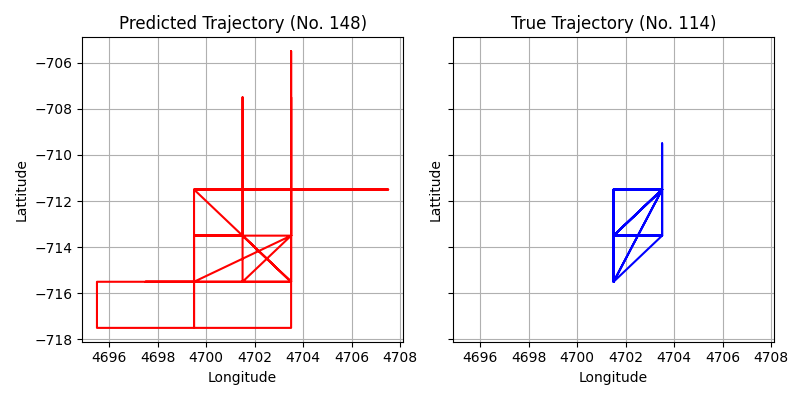 Predicted Trajectory (No. 148)
True Trajectory (No. 114)
Lattitude
−706
−708
−710
−712
−714
−716
−718
4696 4698 4700 4702 4704 4706 4708
Longitude
Lattitude
4696 4698 4700 4702 4704 4706 4708
Longitude